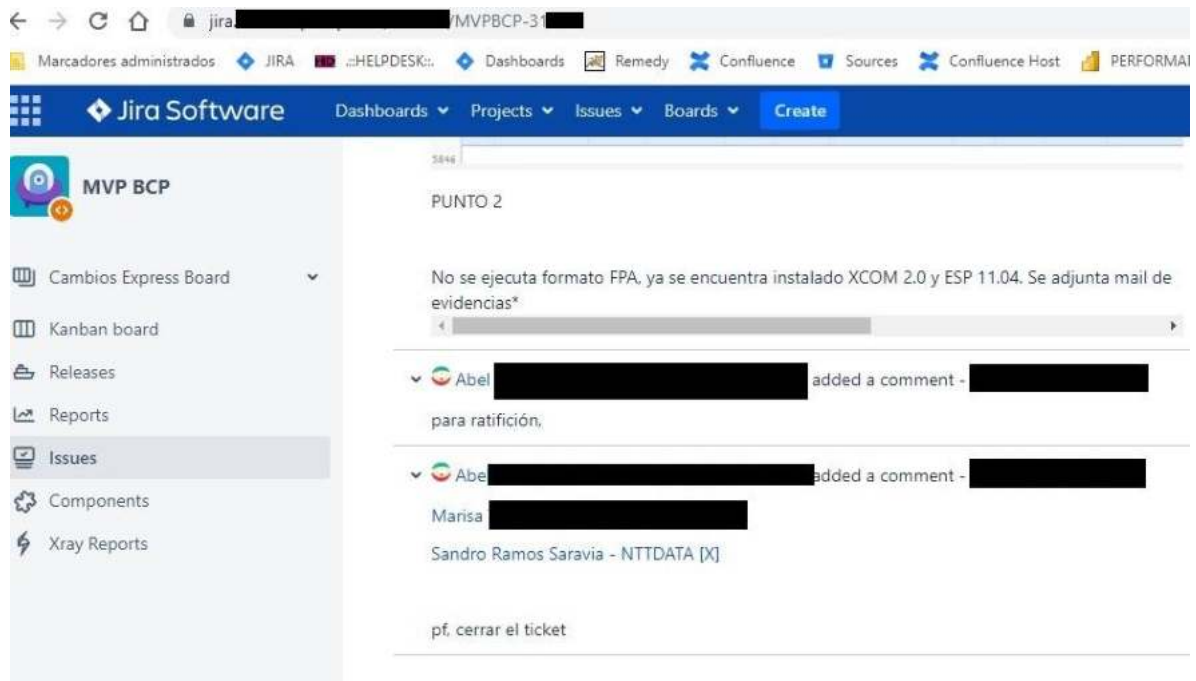 jira. /MVPBCP-31
Marcadores administrados JIRA .::HELPDESK::. Dashboards Remedy Confluence Sources Confluence Host
Jira Software Dashboards Projects Issues Boards Create
MVP BCP
5846
PUNTO 2
Cambios Express Board
No se ejecuta formato FPA, ya se encuentra instalado XCOM 2.0 y ESP 11.04. Se adjunta mail de
evidencias*
Kanban board
Releases
Reports
Issues
Components
Xray Reports
Abel added a comment -
para ratifición,
Abe added a comment -
Marisa
Sandro Ramos Saravia - NTTDATA [X]
pf, cerrar el ticket